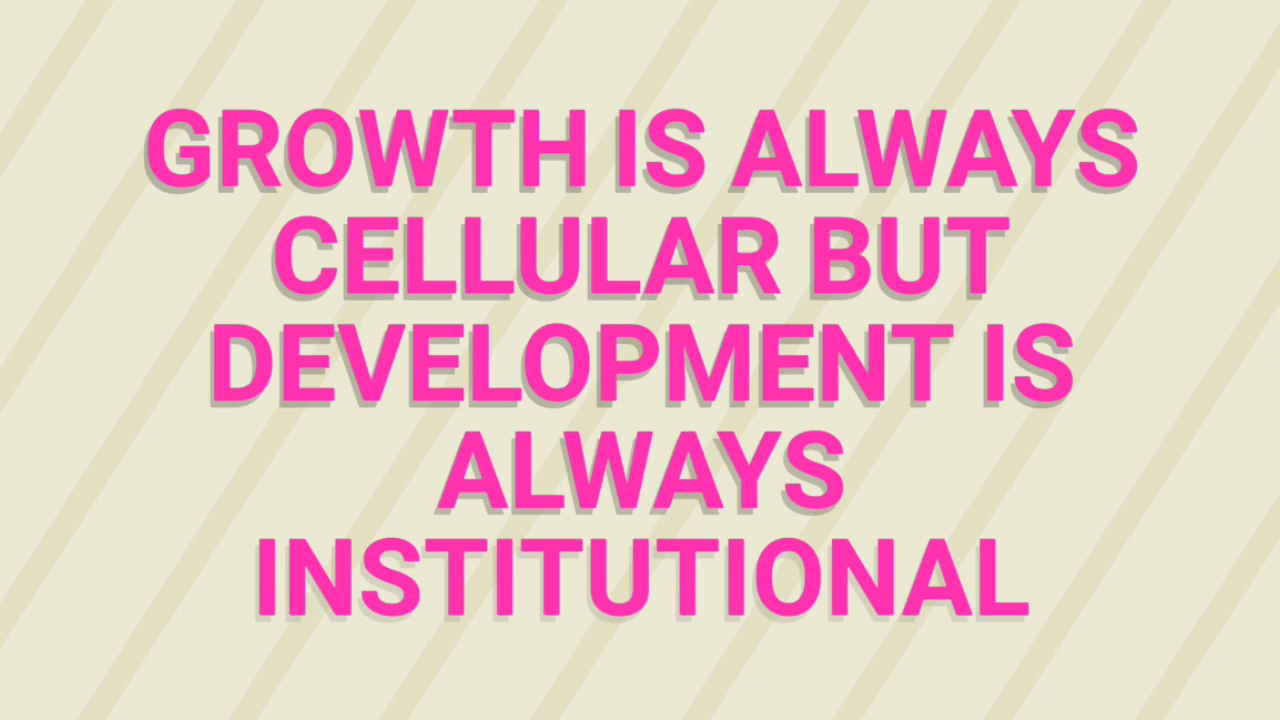 GROWTH IS ALWAYS
CELLULAR BUT
DEVELOPMENT IS
ALWAYS
INSTITUTIONAL